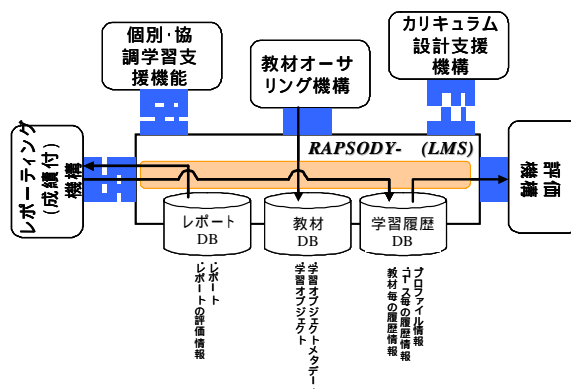 個別・協
調学習支
援機能
教材オーサ
リング機構
カリキュラム
設計支援
機構
レポーティング
(成績付)
機構
RAPSODY- (LMS)
評価
機構
レポート
DB
教材
DB
学習履歴
DB
・レポート
・レポートの評価情報
・学習オブジェクトメタデータ
・学習オブジェクト
・プロファイル情報
・コース毎の履歴情報
・教材毎の履歴情報